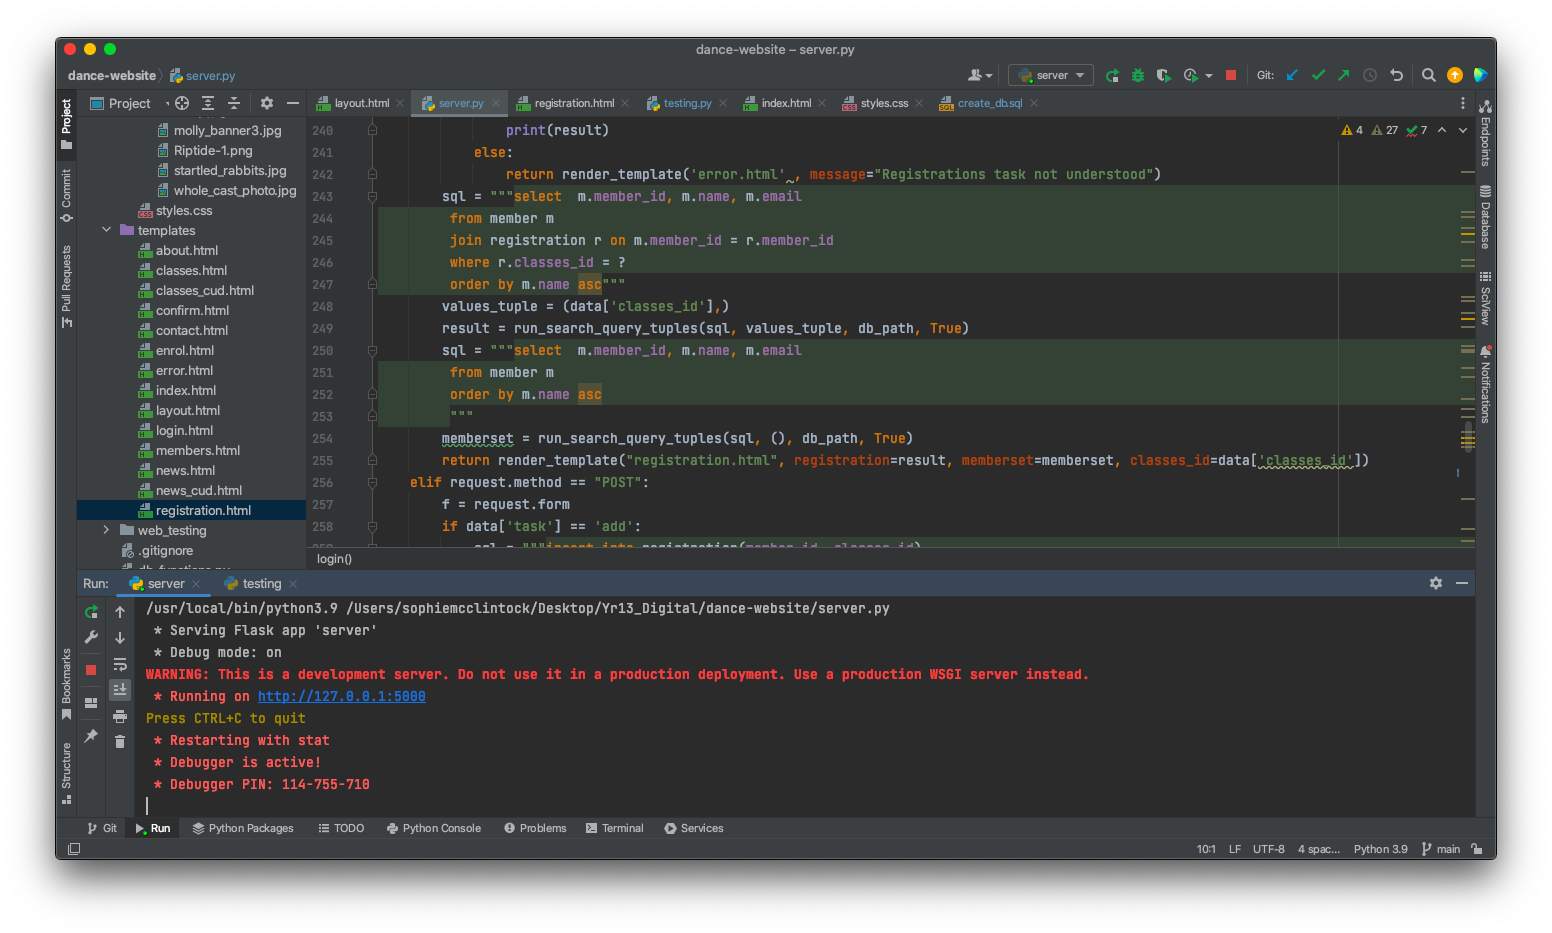 dance-website – server.py
dance-website server.py
server
Git:
Project
layout.html
server.py
registration.html
testing.py
index.html
styles.css
create_db.sql
Project
Commit
Pull Requests
Bookmarks
Structure
molly_banner3.jpg
Riptide-1.png
startled_rabbits.jpg
whole_cast_photo.jpg
styles.css
templates
about.html
classes.html
classes_cud.html
confirm.html
contact.html
enrol.html
error.html
index.html
layout.html
login.html
members.html
news.html
news_cud.html
registration.html
web_testing
.gitignore
db_functions.py
4 27 7
240 print(result)
241 else:
242 return render_template('error.html' , message="Registrations task not understood")
243 sql = """select  m.member_id, m.name, m.email
244 from member m
245 join registration r on m.member_id = r.member_id
246 where r.classes_id = ?
247 order by m.name asc"""
248 values_tuple = (data['classes_id'],)
249 result = run_search_query_tuples(sql, values_tuple, db_path, True)
250 sql = """select  m.member_id, m.name, m.email
251 from member m
252 order by m.name asc
253 """
254 memberset = run_search_query_tuples(sql, (), db_path, True)
255 return render_template("registration.html", registration=result, memberset=memberset, classes_id=data['classes_id'])
256 elif request.method == "POST":
257 f = request.form
258 if data['task'] == 'add':
259 sql = """insert into registration(member_id, classes_id)
login()
Endpoints
Database
SciView
Notifications
Run: server testing
/usr/local/bin/python3.9 /Users/sophiemcclintock/Desktop/Yr13_Digital/dance-website/server.py
* Serving Flask app 'server'
* Debug mode: on
WARNING: This is a development server. Do not use it in a production deployment. Use a production WSGI server instead.
* Running on http://127.0.0.1:5000
Press CTRL+C to quit
* Restarting with stat
* Debugger is active!
* Debugger PIN: 114-755-710
Git Run Python Packages TODO Python Console Problems Terminal Services
10:1 LF UTF-8 4 spac... Python 3.9 main